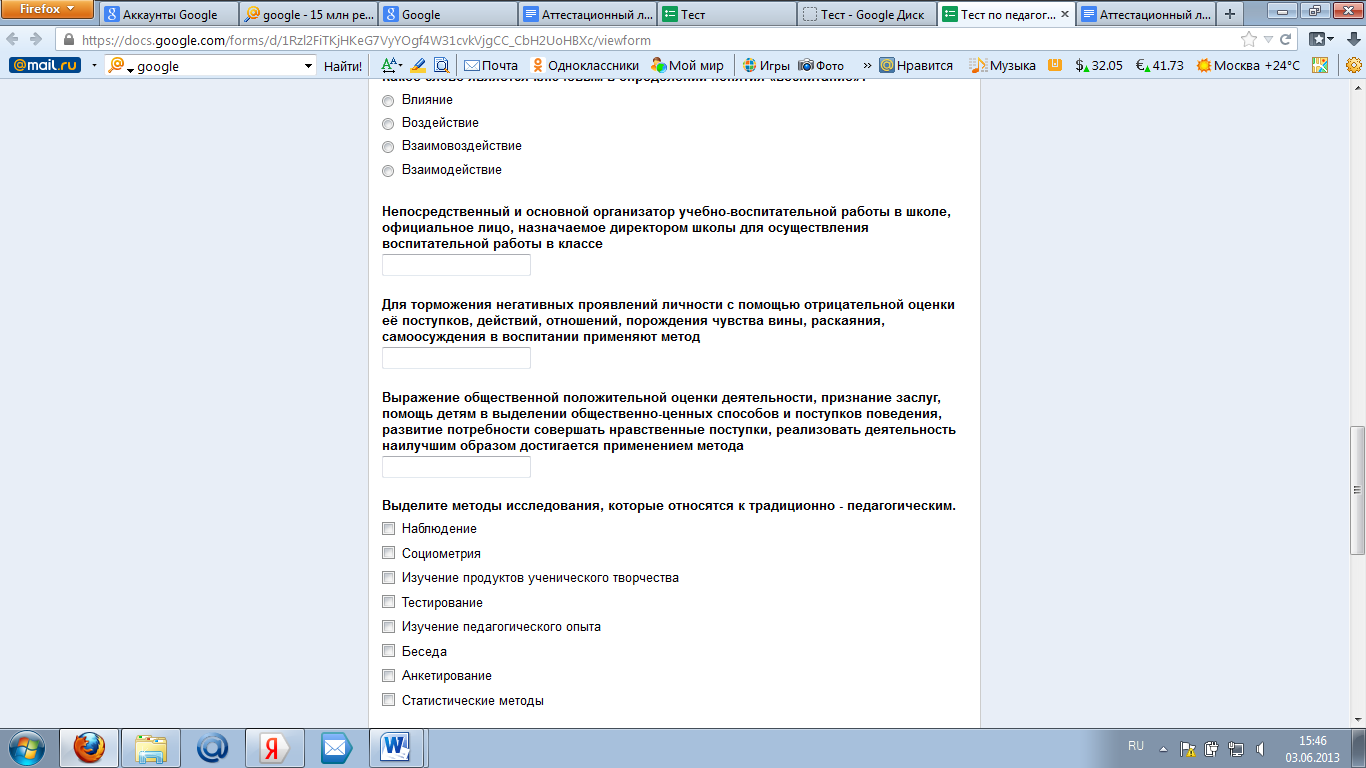 Firefox
Аккаунты Google
google - 15 млн ре...
Google
Аттестационный л...
Тест
Тест - Google Диск
Тест по педагог...
Аттестационный л...
https://docs.google.com/forms/d/1Rzl2FiTKjHKeG7VyYOgf4W31cvkVjgCC_CbH2UoHBXc/viewform
@mail.ru
google
Найти!
Почта
Одноклассники
Мой мир
Игры
Фото
»
Нравится
Музыка
$▲32.05
€▲41.73
Москва +24°C
Влияние
Воздействие
Взаимовоздействие
Взаимодействие
Непосредственный и основной организатор учебно-воспитательной работы в школе,
официальное лицо, назначаемое директором школы для осуществления
воспитательной работы в классе
Для торможения негативных проявлений личности с помощью отрицательной оценки
её поступков, действий, отношений, порождения чувства вины, раскаяния,
самоосуждения в воспитании применяют метод
Выражение общественной положительной оценки деятельности, признание заслуг,
помощь детям в выделении общественно-ценных способов и поступков поведения,
развитие потребности совершать нравственные поступки, реализовать деятельность
наилучшим образом достигается применением метода
Выделите методы исследования, которые относятся к традиционно - педагогическим.
Наблюдение
Социометрия
Изучение продуктов ученического творчества
Тестирование
Изучение педагогического опыта
Беседа
Анкетирование
Статистические методы
RU
15:46
03.06.2013